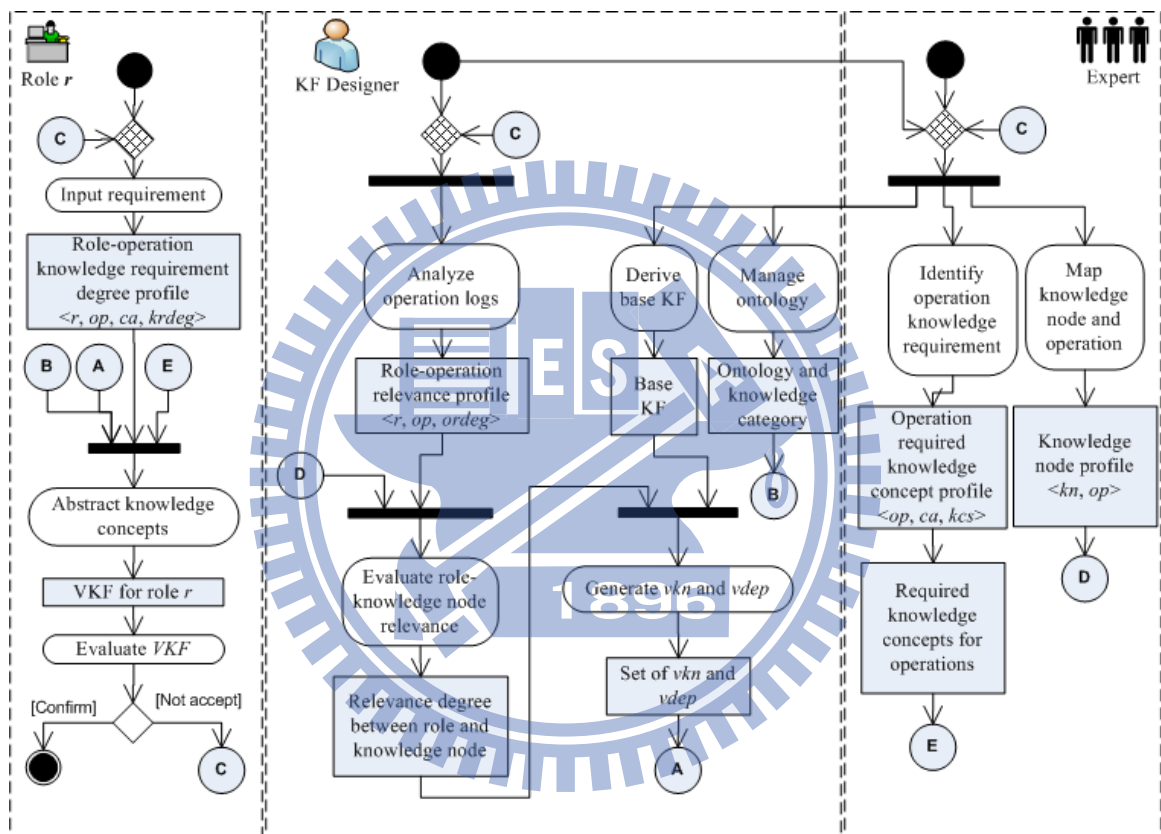 Role r
C
Input requirement
Role-operation
knowledge requirement
degree profile
<r, op, ca, krdeg>
B
A
E
Abstract knowledge
concepts
VKF for role r
Evaluate VKF
[Confirm]
[Not accept]
C
KF Designer
C
Analyze
operation logs
Role-operation
relevance profile
<r, op, ordeg>
D
Evaluate role-
knowledge node
relevance
Relevance degree
between role and
knowledge node
Derive
base KF
Base
KF
Manage
ontology
Ontology and
knowledge
category
B
Generate vkn and vdep
Set of vkn and
vdep
A
Expert
C
Identify
operation
knowledge
requirement
Operation
required
knowledge
concept profile
<op, ca, kcs>
Required
knowledge
concepts for
operations
E
Map
knowledge
node and
operation
Knowledge
node profile
<kn, op>
D
ESA
1896